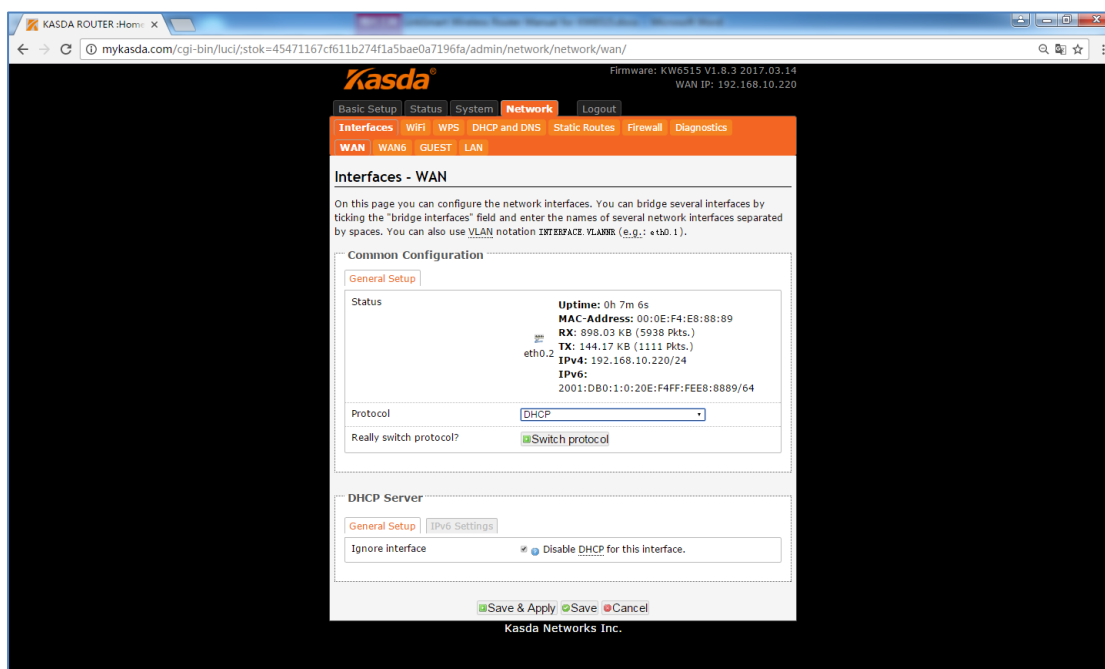 KASDA ROUTER :Home
mykasda.com/cgi-bin/luci/;stok=45471167cf611b274f1a5bae0a7196fa/admin/network/network/wan/
Kasda®
Firmware: KW6515 V1.8.3 2017.03.14
WAN IP: 192.168.10.220
Basic Setup Status System Network Logout
Interfaces WiFi WPS DHCP and DNS Static Routes Firewall Diagnostics
WAN WAN6 GUEST LAN
Interfaces - WAN
On this page you can configure the network interfaces. You can bridge several interfaces by
ticking the "bridge interfaces" field and enter the names of several network interfaces separated
by spaces. You can also use VLAN notation INTERFACE.VLANNR (e.g.: eth0.1).
Common Configuration
General Setup
Status
Uptime: 0h 7m 6s
MAC-Address: 00:0E:F4:E8:88:89
RX: 898.03 KB (5938 Pkts.)
TX: 144.17 KB (1111 Pkts.)
eth0.2
IPv4: 192.168.10.220/24
IPv6:
2001:DB0:1:0:20E:F4FF:FEE8:8889/64
Protocol DHCP
Really switch protocol? Switch protocol
DHCP Server
General Setup IPv6 Settings
Ignore interface Disable DHCP for this interface.
Save & Apply Save Cancel
Kasda Networks Inc.